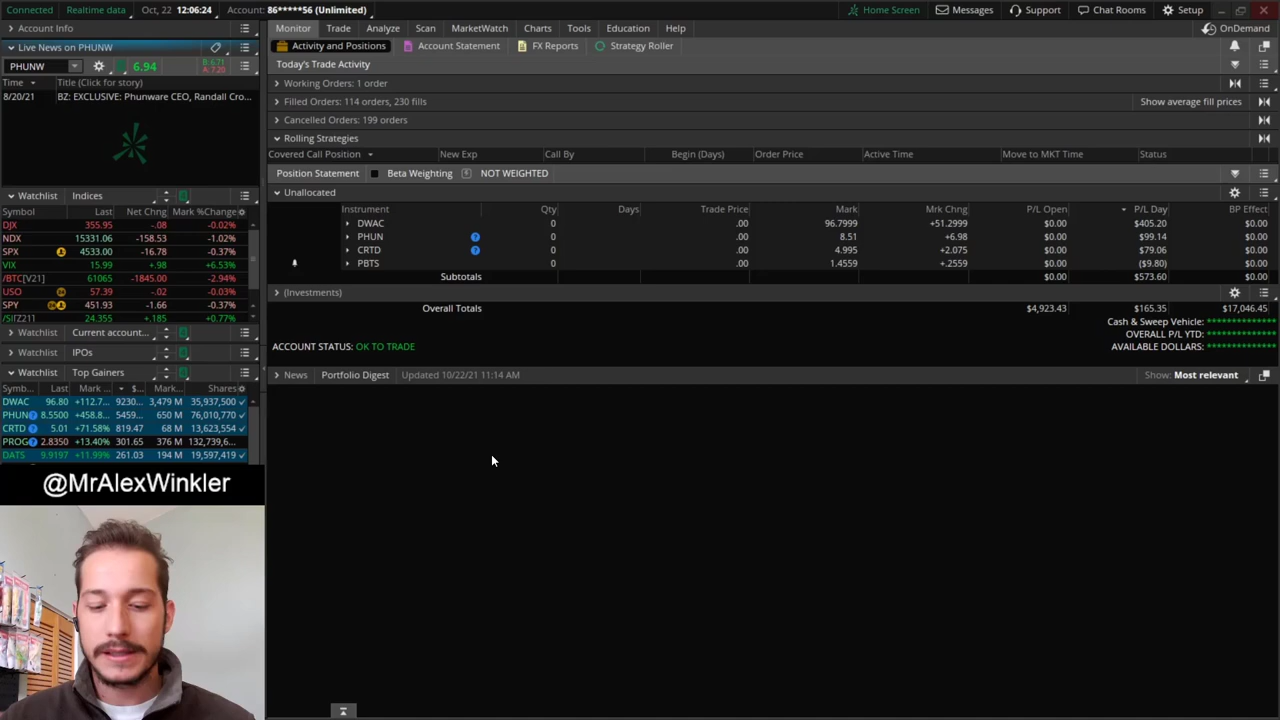 Connected Realtime data Oct, 22 12:06:24 Account: 86*****56 (Unlimited) Home Screen Messages Support Chat Rooms Setup
Account Info
Monitor Trade Analyze Scan MarketWatch Charts Tools Education Help OnDemand
Live News on PHUNW
Activity and Positions Account Statement FX Reports Strategy Roller
PHUNW 6.94 B: 6.71 A: 7.20
Today's Trade Activity
Time Title (Click for story)
Working Orders: 1 order
8/20/21 BZ: EXCLUSIVE: Phunware CEO, Randall Cro...
Filled Orders: 114 orders, 230 fills Show average fill prices
Cancelled Orders: 199 orders
Rolling Strategies
Covered Call Position New Exp Call By Begin (Days) Order Price Active Time Move to MKT Time Status
Position Statement Beta Weighting NOT WEIGHTED
Unallocated
Instrument Qty Days Trade Price Mark Mrk Chng P/L Open P/L Day BP Effect
DWAC 0 .00 96.7999 +51.2999 $0.00 $405.20 $0.00
PHUN 0 .00 8.51 +6.98 $0.00 $99.14 $0.00
CRTD 0 .00 4.995 +2.075 $0.00 $79.06 $0.00
PBTS 0 .00 1.4559 +.2559 $0.00 ($9.80) $0.00
Subtotals $0.00 $573.60 $0.00
(Investments)
Overall Totals $4,923.43 $165.35 $17,046.45
Cash & Sweep Vehicle: **************
OVERALL P/L YTD: **************
ACCOUNT STATUS: OK TO TRADE AVAILABLE DOLLARS: **************
News Portfolio Digest Updated 10/22/21 11:14 AM Show: Most relevant
Watchlist Indices
Symbol Last Net Chng Mark %Change
DJX 355.95 -.08 -0.02%
NDX 15331.06 -158.53 -1.02%
SPX 4533.00 -16.78 -0.37%
VIX 15.99 +.98 +6.53%
/BTC[V21] 61065 -1845.00 -2.94%
USO 57.39 -.02 -0.03%
SPY 451.93 -1.66 -0.37%
24.355 +.185 +0.77%
Watchlist Current account...
Watchlist IPOs
Watchlist Top Gainers
Symb... Last Mark ... $... Mark... Shares
DWAC 96.80 +112.7... 9230... 3,479 M 35,937,500
PHUN 8.5500 +458.8... 5459... 650 M 76,010,770
CRTD 5.01 +71.58% 819.47 68 M 13,623,554
PROG 2.8350 +13.40% 301.65 376 M 132,739,6...
DATS 9.9197 +11.99% 261.03 194 M 19,597,419
@MrAlexWinkler